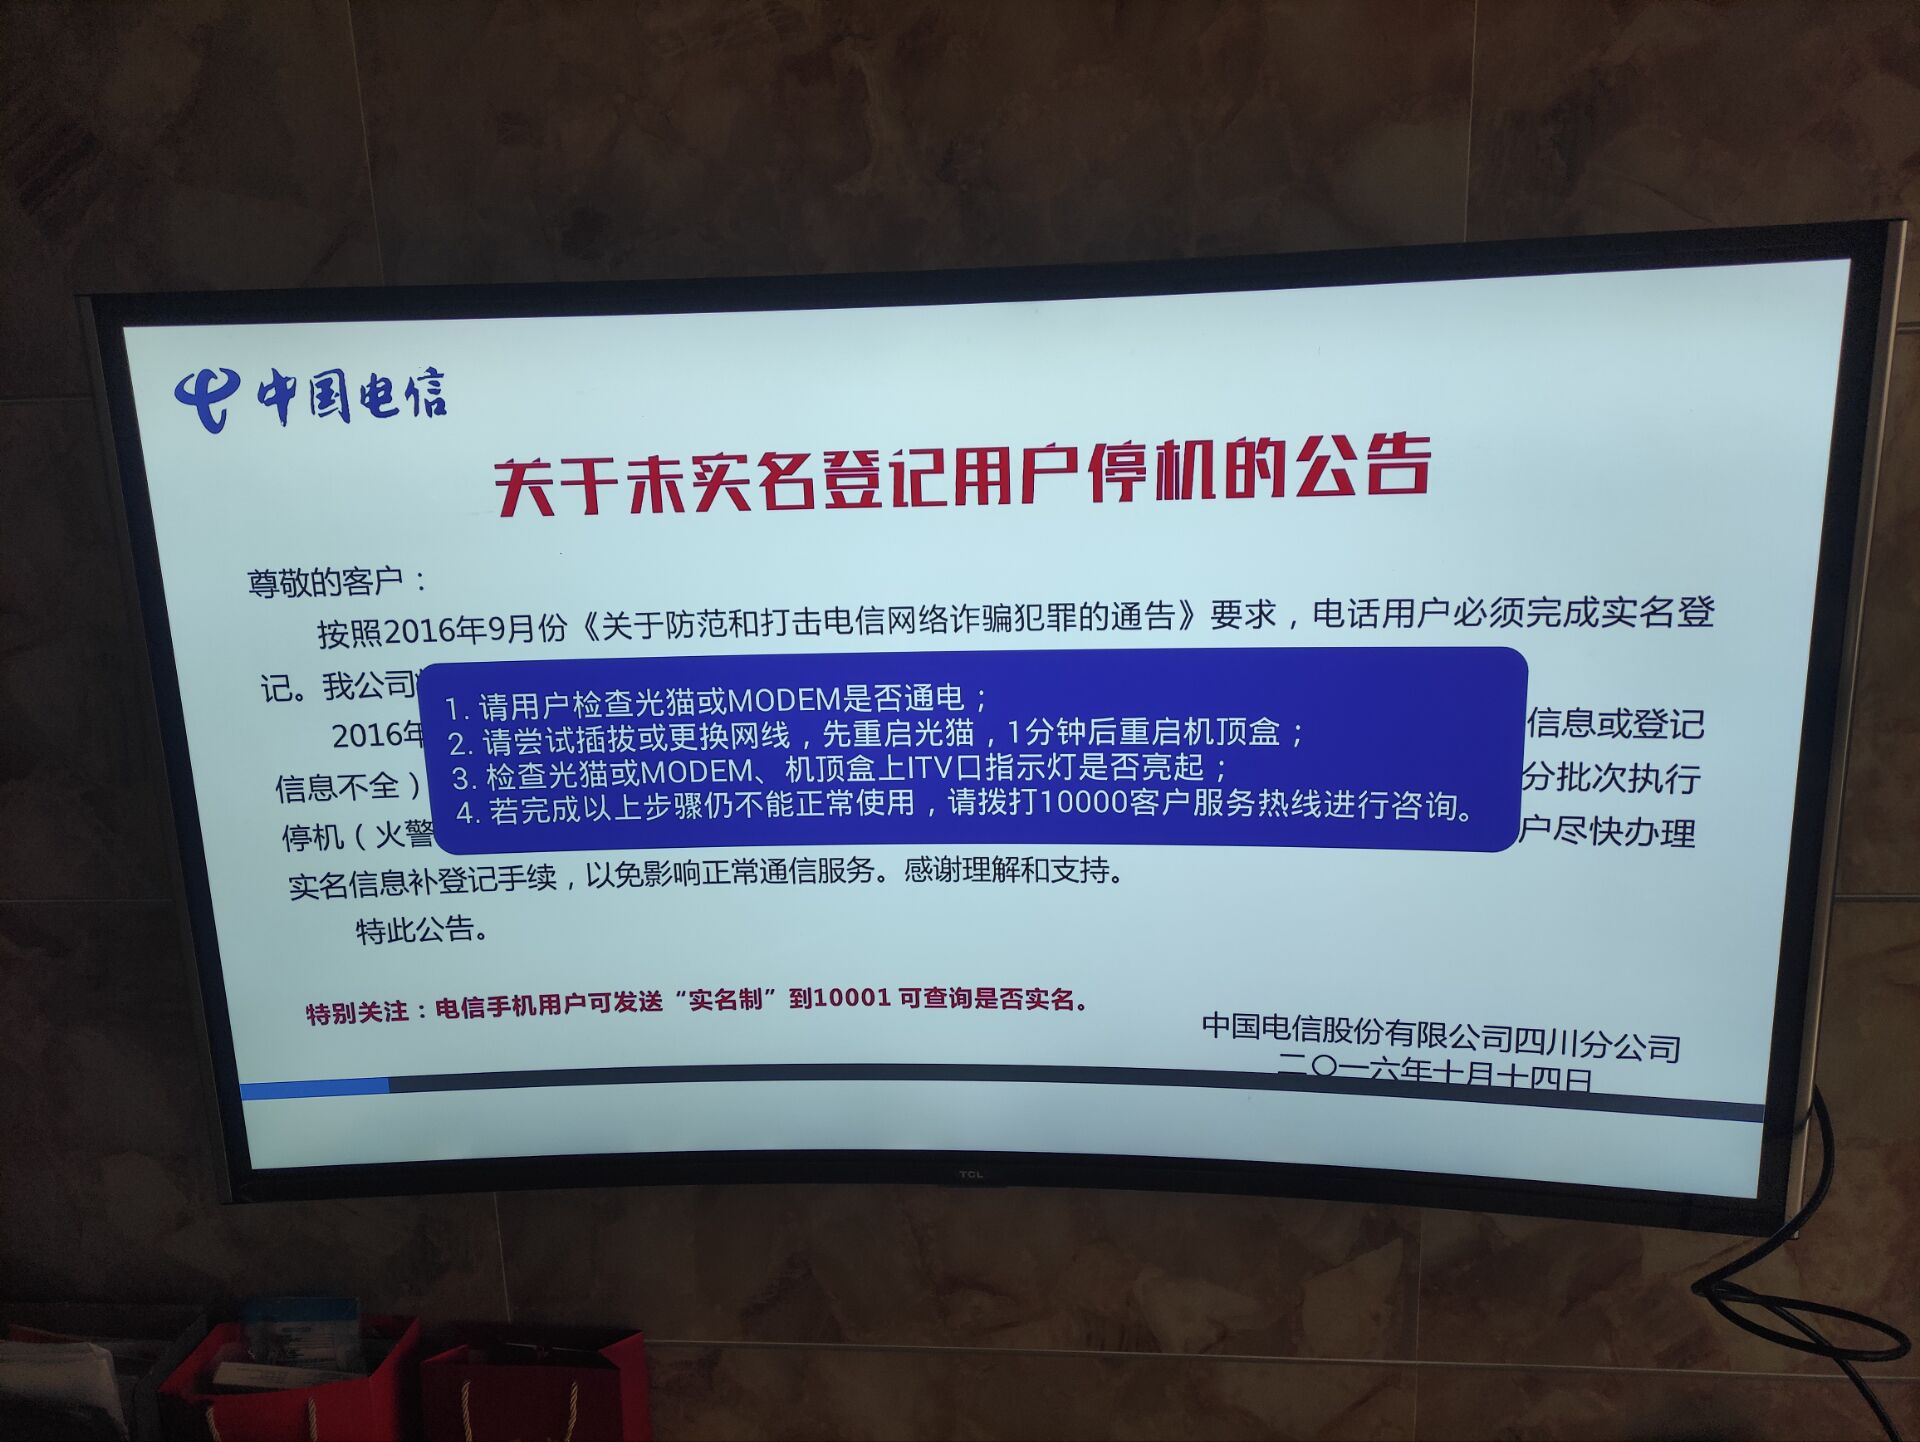 中国电信
关于未实名登记用户停机的公告
尊敬的客户：
按照2016年9月份《关于防范和打击电信网络诈骗犯罪的通告》要求，电话用户必须完成实名登
记。我公司
1. 请用户检查光猫或MODEM是否通电；
2016年
2. 请尝试插拔或更换网线，先重启光猫，1分钟后重启机顶盒；
信息或登记
信息不全）
3. 检查光猫或MODEM、机顶盒上ITV口指示灯是否亮起；
分批次执行
停机（火警
4. 若完成以上步骤仍不能正常使用，请拨打10000客户服务热线进行咨询。
户尽快办理
实名信息补登记手续，以免影响正常通信服务。感谢理解和支持。
特此公告。
特别关注：电信手机用户可发送“实名制”到10001可查询是否实名。
中国电信股份有限公司四川分公司
二〇一六年十月十四日
TCL